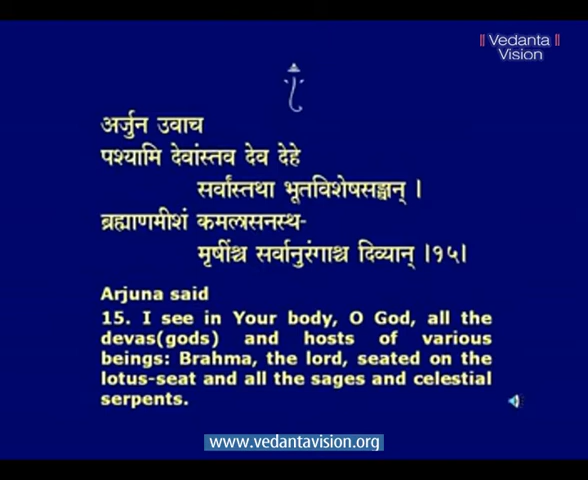 ॥ Vedanta ॥
Vision
अर्जुन उवाच
पश्यामि देवांस्तव देव देहे
सर्वांस्तथा भूतविशेषसङ्घान् ।
ब्रह्माणमीशं कमलासनस्थ-
मृषींश्च सर्वानुरगांश्च दिव्यान् ।१५।
Arjuna said
15. I see in Your body, O God, all the
devas(gods) and hosts of various
beings: Brahma, the lord, seated on the
lotus-seat and all the sages and celestial
serpents.
www.vedantavision.org